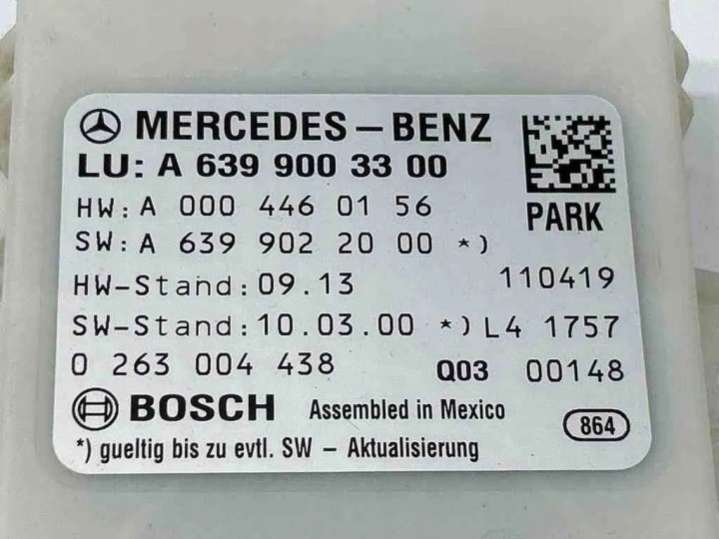 MERCEDES-BENZ
LU: A 639 900 33 00
HW: A 000 446 01 56
PARK
SW: A 639 902 20 00 *)
HW-Stand: 09.13 110419
SW-Stand: 10.03.00 *) L4 1757
0 263 004 438 Q03 00148
BOSCH Assembled in Mexico 864
*) gueltig bis zu evtl. SW - Aktualisierung